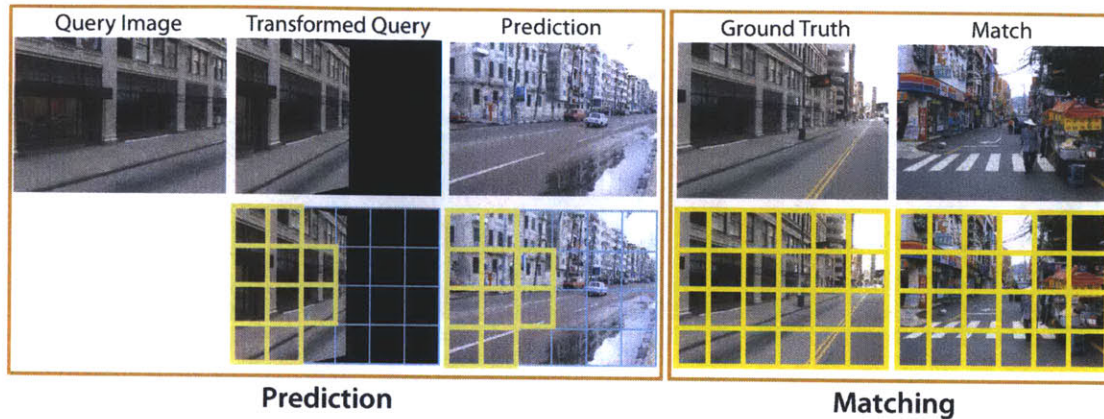 Query Image
Transformed Query
Prediction
Ground Truth
Match
Prediction
Matching